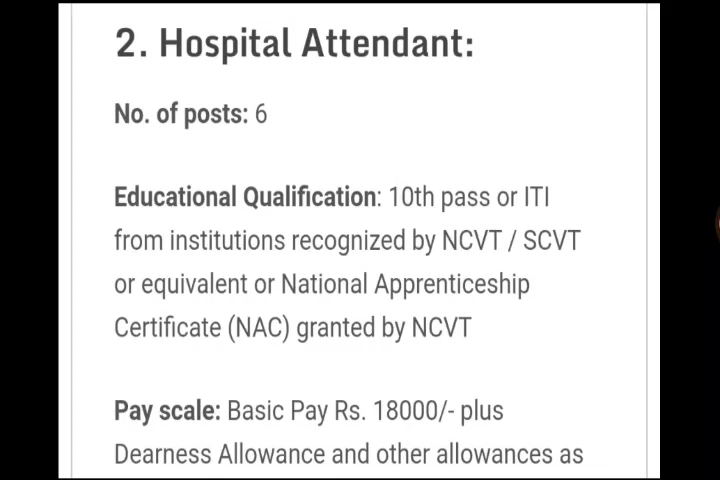 2. Hospital Attendant:
No. of posts: 6
Educational Qualification: 10th pass or ITI
from institutions recognized by NCVT / SCVT
or equivalent or National Apprenticeship
Certificate (NAC) granted by NCVT
Pay scale: Basic Pay Rs. 18000/- plus
Dearness Allowance and other allowances as